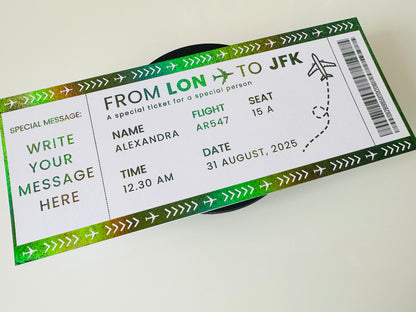 SPECIAL MESSAGE:
WRITE
YOUR
MESSAGE
HERE
FROM LON TO JFK
A special ticket for a special person
NAME
ALEXANDRA
FLIGHT
AR547
SEAT
15 A
TIME
12.30 AM
DATE
31 AUGUST, 2025